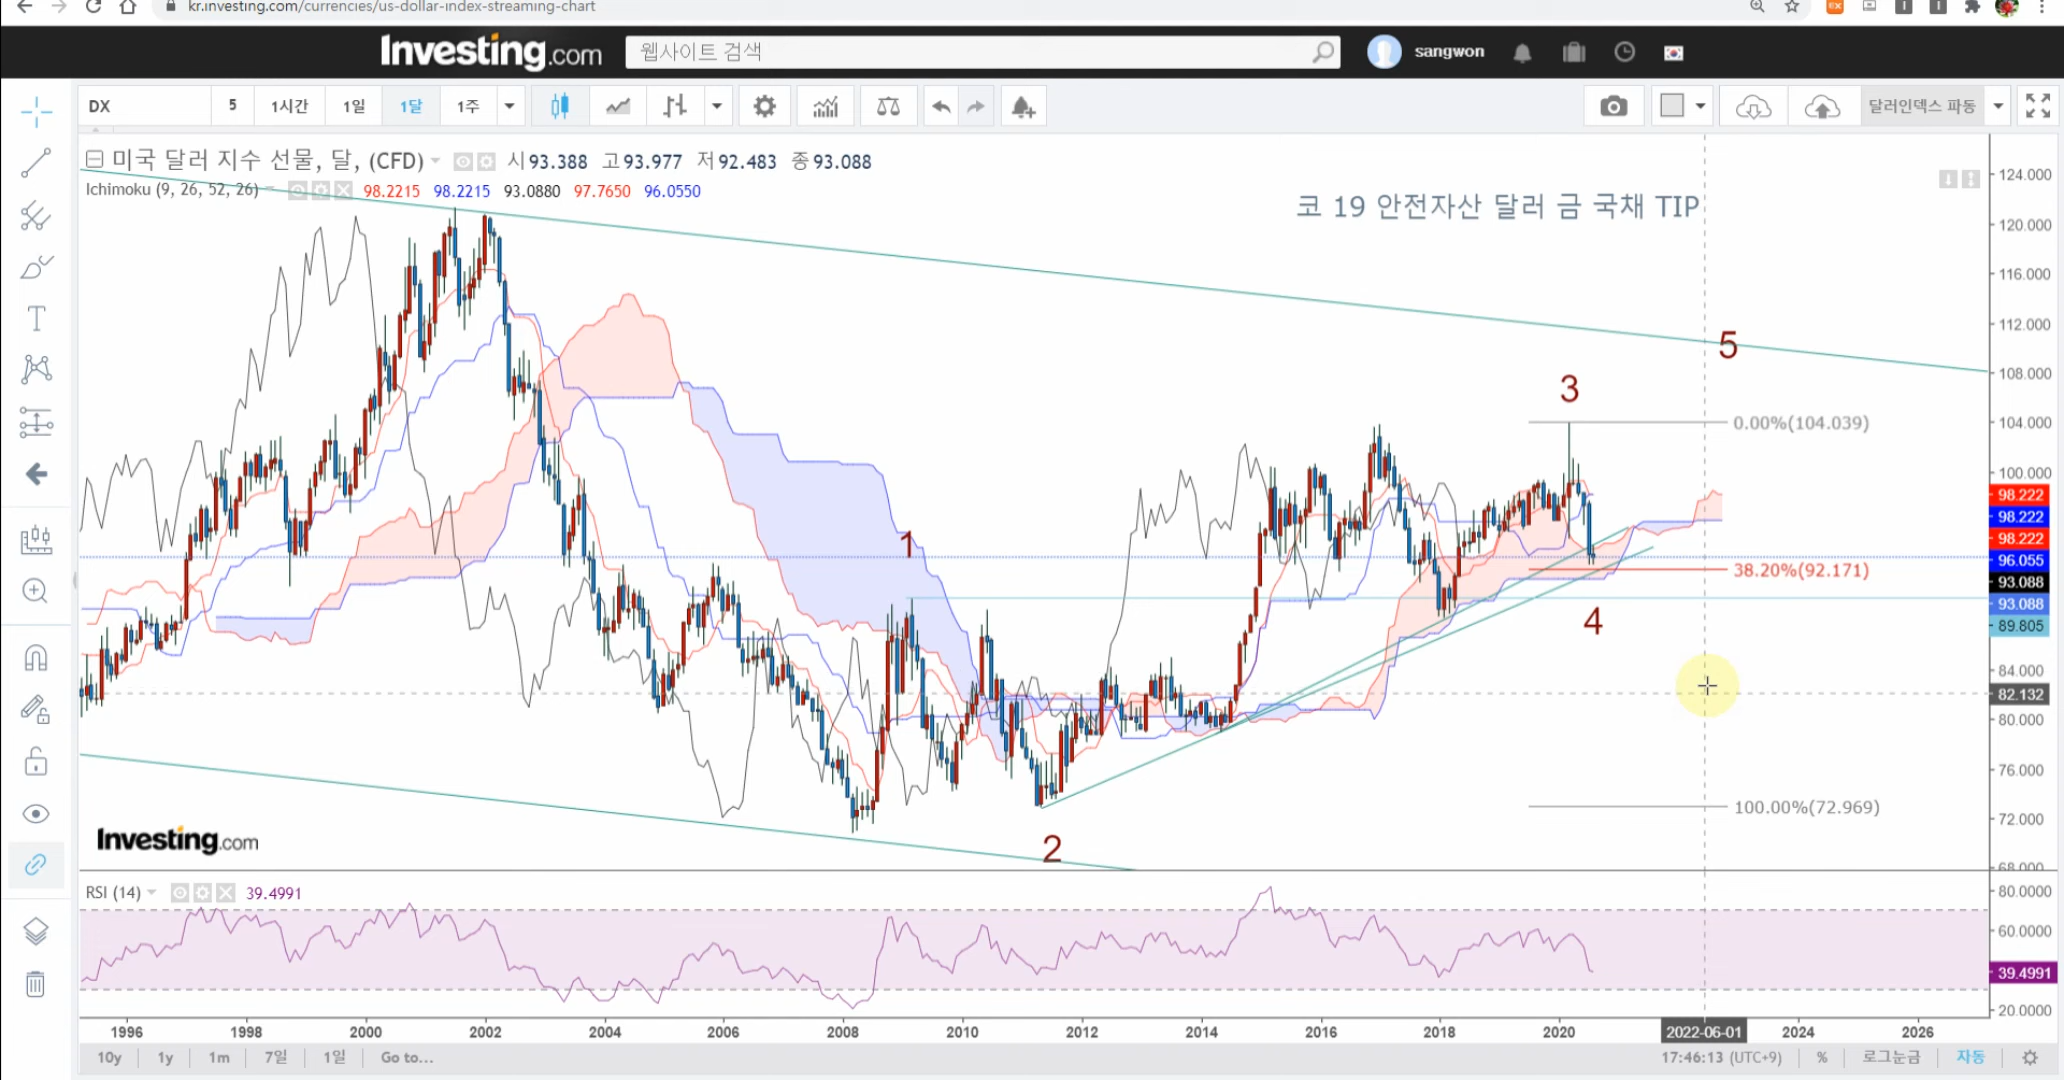 kr.investing.com/currencies/us-dollar-index-streaming-chart
Investing.com
웹사이트 검색
sangwon
DX 5 1시간 1일 1달 1주
달러인덱스 파동
미국 달러 지수 선물, 달, (CFD) 시93.388 고93.977 저92.483 종93.088
Ichimoku (9, 26, 52, 26) 98.2215 98.2215 93.0880 97.7650 96.0550
코 19 안전자산 달러 금 국채 TIP
124.000
120.000
116.000
112.000
5
108.000
3
0.00%(104.039)
104.000
100.000
98.222
98.222
98.222
1
96.055
38.20%(92.171)
93.088
93.088
4
89.805
84.000
82.132
80.000
76.000
100.00%(72.969)
72.000
Investing.com
2
68.000
RSI (14) 39.4991
80.0000
60.0000
39.4991
20.0000
1996 1998 2000 2002 2004 2006 2008 2010 2012 2014 2016 2018 2020 2022-06-01 2024 2026
10y 1y 1m 7일 1일 Go to... 17:46:13 (UTC+9) % 로그눈금 자동